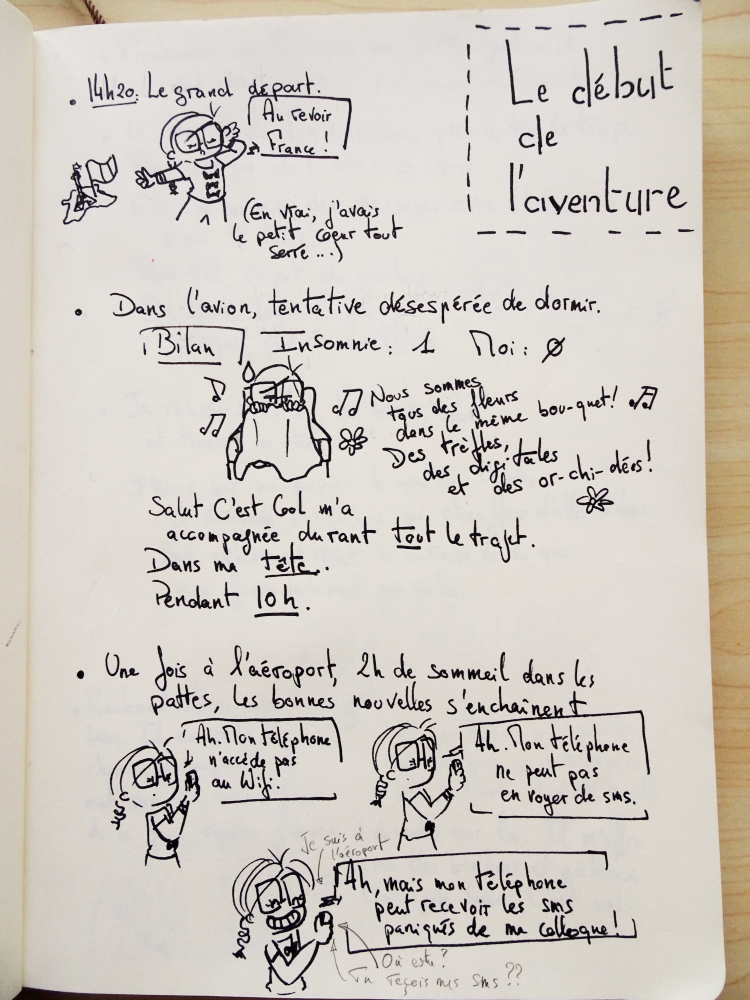 Le début
de
l'aventure
• 14h20: Le grand départ.
Au revoir
France !
(En vrai, j'avais
le petit coeur tout
serré...)
• Dans l'avion, tentative désespérée de dormir.
Bilan Insomnie : 1 Moi : Ø
Nous sommes
tous des fleurs
dans le même bou-quet!
Des trèfles,
des digitales
et des or-chi-dées!
Salut C'est Cool m'a
accompagnée durant tout le trajet.
Dans ma tête.
Pendant 10h.
• Une fois à l'aéroport, 2h de sommeil dans les
pattes, les bonnes nouvelles s'enchaînent
Ah. Mon téléphone
n'accède pas
au Wifi.
Ah. Mon téléphone
ne peut pas
envoyer de sms.
Je suis à
l'aéroport
Ah, mais mon téléphone
peut recevoir les sms
paniqués de ma colloque!
Où es tu?
Tu reçois mes sms ??